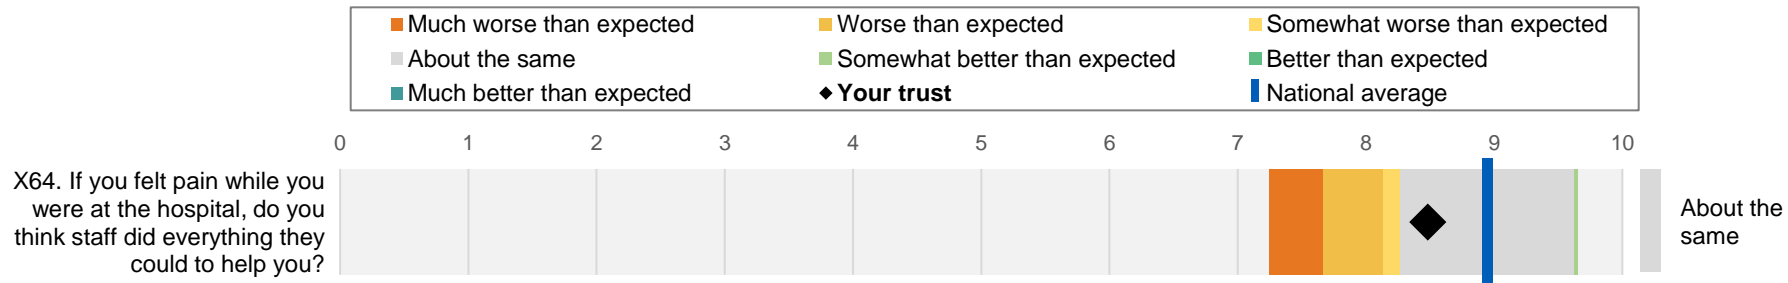 Much worse than expected
Worse than expected
Somewhat worse than expected
About the same
Somewhat better than expected
Better than expected
Much better than expected
Your trust
National average
0 1 2 3 4 5 6 7 8 9 10
X64. If you felt pain while you
were at the hospital, do you
think staff did everything they
could to help you?
About the
same